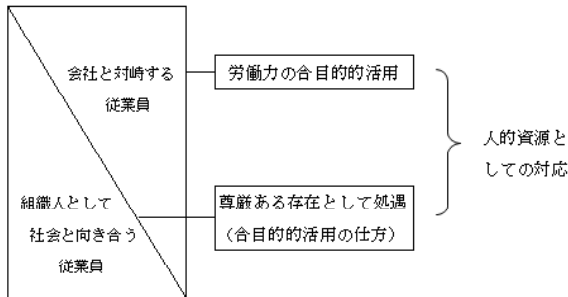 会社と対峙する
従業員
労働力の合目的的活用
人的資源と
しての対応
組織人として
社会と向き合う
従業員
尊厳ある存在として処遇
(合目的的活用の仕方)